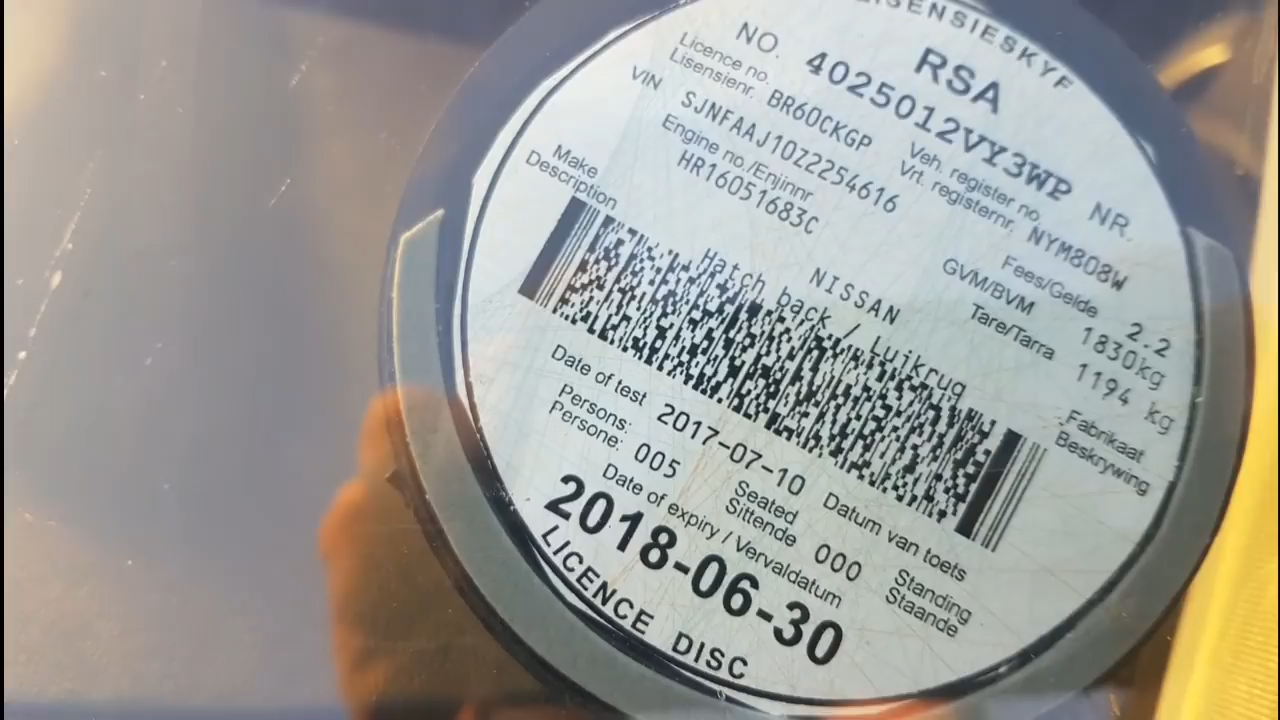 LISENSIESKYF
RSA
NO. 4025012VY3WP NR.
Licence no.
Lisensienr. BR60CKGP Veh. register no.
Vrt. registernr. NYM808W
VIN SJNFAAJ10Z2254616 Fees/Gelde 2.2
Engine no./Enjinnr GVM/BVM 1830kg
HR16051683C Tare/Tarra 1194 kg
Make
Description NISSAN Fabrikaat
Beskrywing
Hatch back / Luikrug
Date of test 2017-07-10 Datum van toets
Persons:
Persone: 005 Seated
Sittende 000 Standing
Staande
Date of expiry / Vervaldatum
2018-06-30
LICENCE DISC